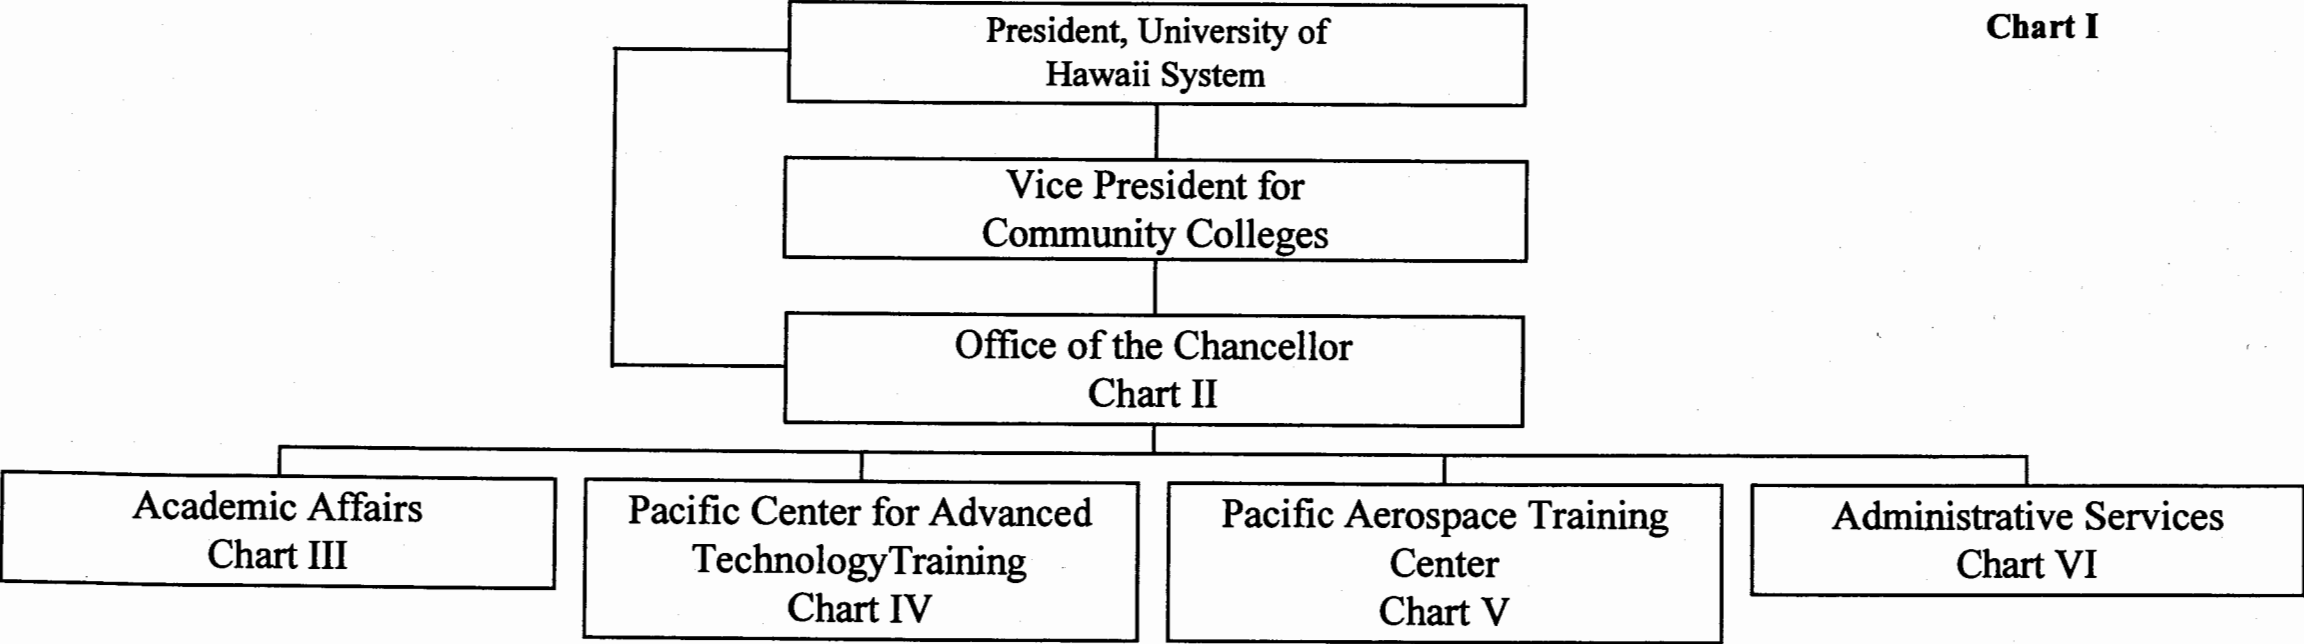 Chart I
President, University of
Hawaii System
Vice President for
Community Colleges
Office of the Chancellor
Chart II
Academic Affairs
Chart III
Pacific Center for Advanced
TechnologyTraining
Chart IV
Pacific Aerospace Training
Center
Chart V
Administrative Services
Chart VI